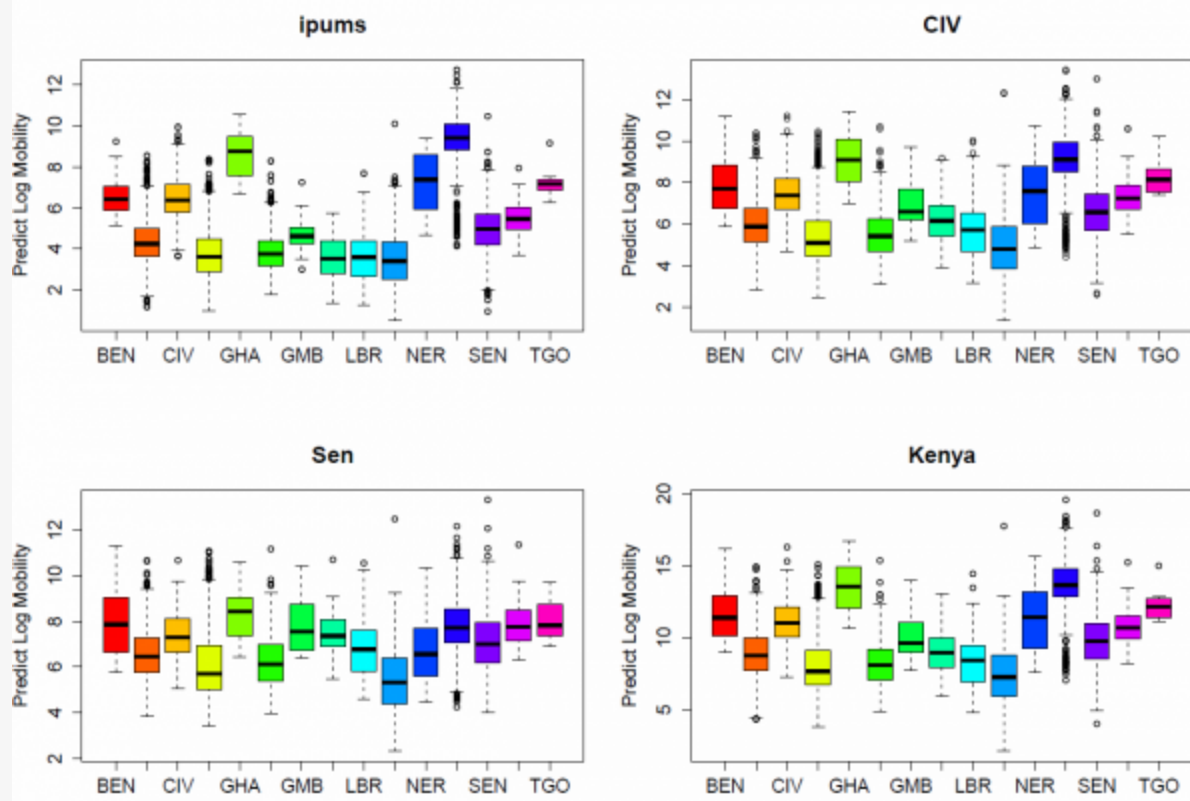 ipums
Predict Log Mobility
12
10
8
6
4
2
BEN CIV GHA GMB LBR NER SEN TGO
CIV
Predict Log Mobility
12
10
8
6
4
2
BEN CIV GHA GMB LBR NER SEN TGO
Sen
Predict Log Mobility
12
10
8
6
4
2
BEN CIV GHA GMB LBR NER SEN TGO
Kenya
Predict Log Mobility
20
15
10
5
BEN CIV GHA GMB LBR NER SEN TGO